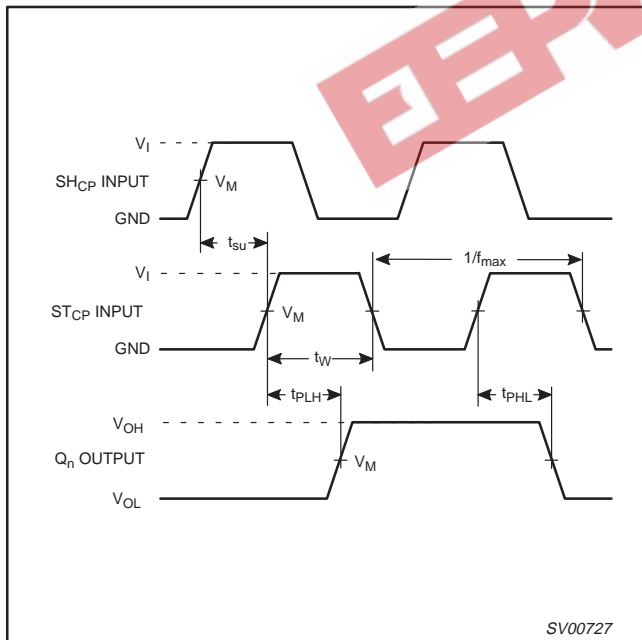 EE
V_I
SH_CP INPUT
V_M
GND
t_su
V_I
1/f_max
ST_CP INPUT
V_M
GND
t_W
t_PLH
t_PHL
V_OH
Q_n OUTPUT
V_M
V_OL
SV00727